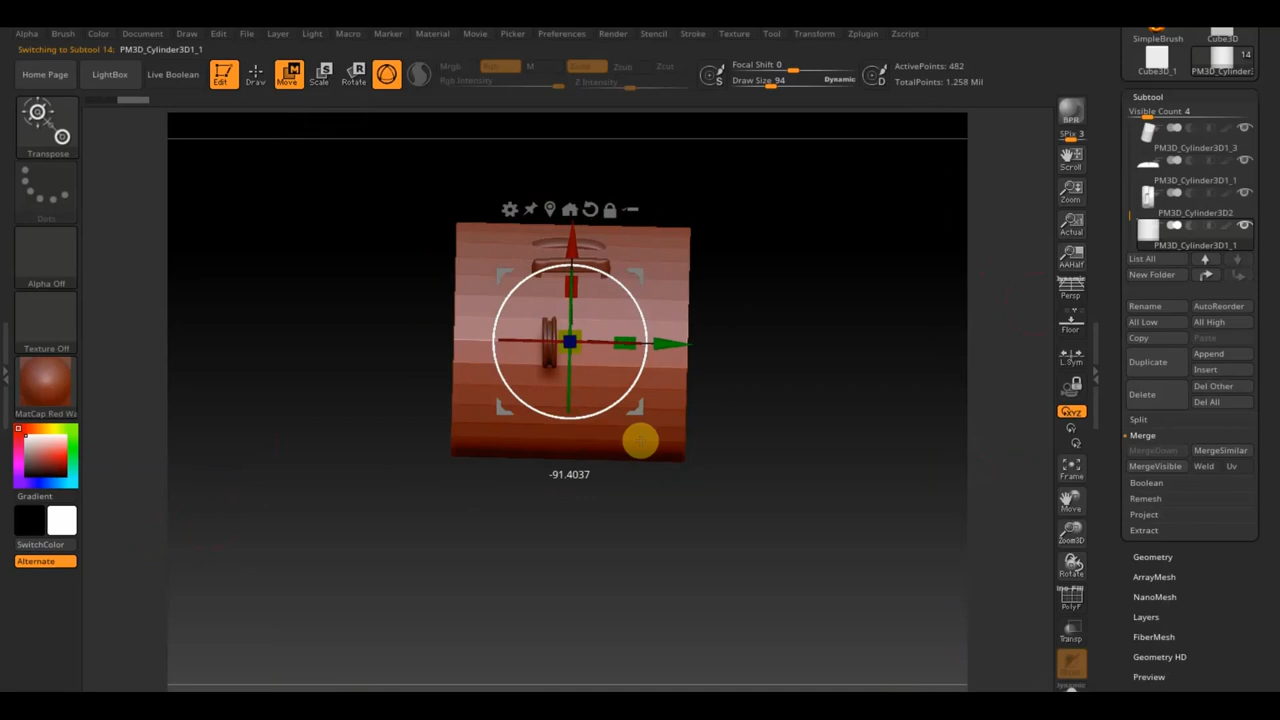 Alpha Brush Color Document Draw Edit File Layer Light Macro Marker Material Movie Picker Preferences Render Stencil Stroke Texture Tool Transform Zplugin Zscript
Switching to Subtool 14: PM3D_Cylinder3D1_1
Home Page
LightBox
Live Boolean
Edit
Draw
Move
Scale
Rotate
Mrgb
Rgb
M
Zsub
Zcut
Rgb Intensity
Z Intensity
Focal Shift 0
Draw Size 94
Dynamic
ActivePoints: 482
TotalPoints: 1.258 Mil
Transpose
Dots
Alpha Off
Texture Off
MatCap Red Wa
Gradient
SwitchColor
Alternate
-91.4037
BPR
SPix 3
Scroll
Zoom
Actual
AAHalf
Dynamic
Persp
Floor
L.Sym
XYZ
Frame
Move
Zoom3D
Rotate
PolyF
Transp
Dynamic
SimpleBrush
Cube3D
Cube3D_1
14
PM3D_Cylinder:
Subtool
Visible Count 4
PM3D_Cylinder3D1_3
PM3D_Cylinder3D1_1
PM3D_Cylinder3D2
PM3D_Cylinder3D1_1
List All
New Folder
Rename
AutoReorder
All Low
All High
Copy
Paste
Duplicate
Append
Insert
Delete
Del Other
Del All
Split
Merge
MergeDown
MergeSimilar
MergeVisible
Weld
Uv
Boolean
Remesh
Project
Extract
Geometry
ArrayMesh
NanoMesh
Layers
FiberMesh
Geometry HD
Preview